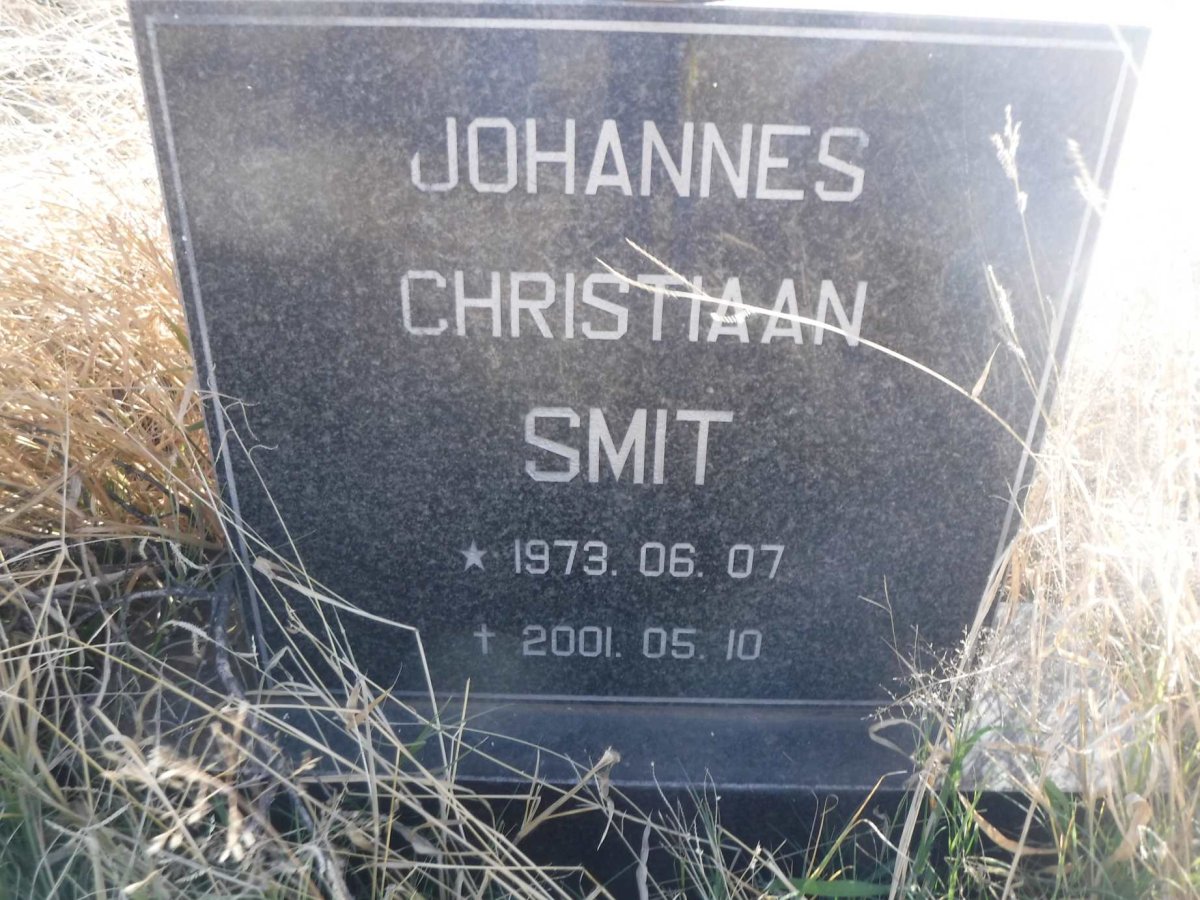 JOHANNES
CHRISTIAAN
SMIT
★ 1973. 06. 07
✝ 2001. 05. 10